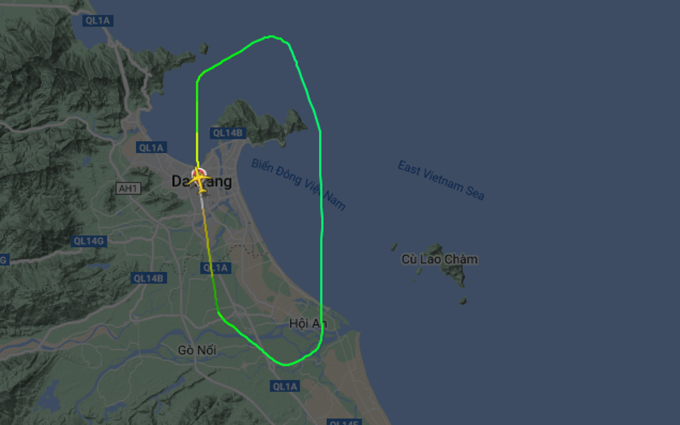 QL1A
QL14B
QL1A
Biển Đông Việt Nam
East Vietnam Sea
Da Nang
AH1
QL14G
Cù Lao Chàm
G
QL1A
QL14B
Hội An
Gò Nổi
QL1A